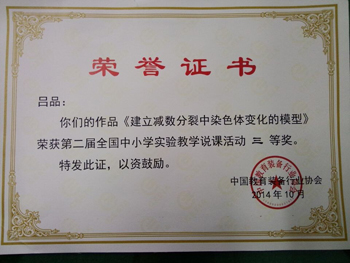 荣誉证书
吕品：
你们的作品《建立减数分裂中染色体变化的模型》
荣获第二届全国中小学实验教学说课活动 三 等奖。
特发此证，以资鼓励。
中国教育装备行业协会
2014年10月